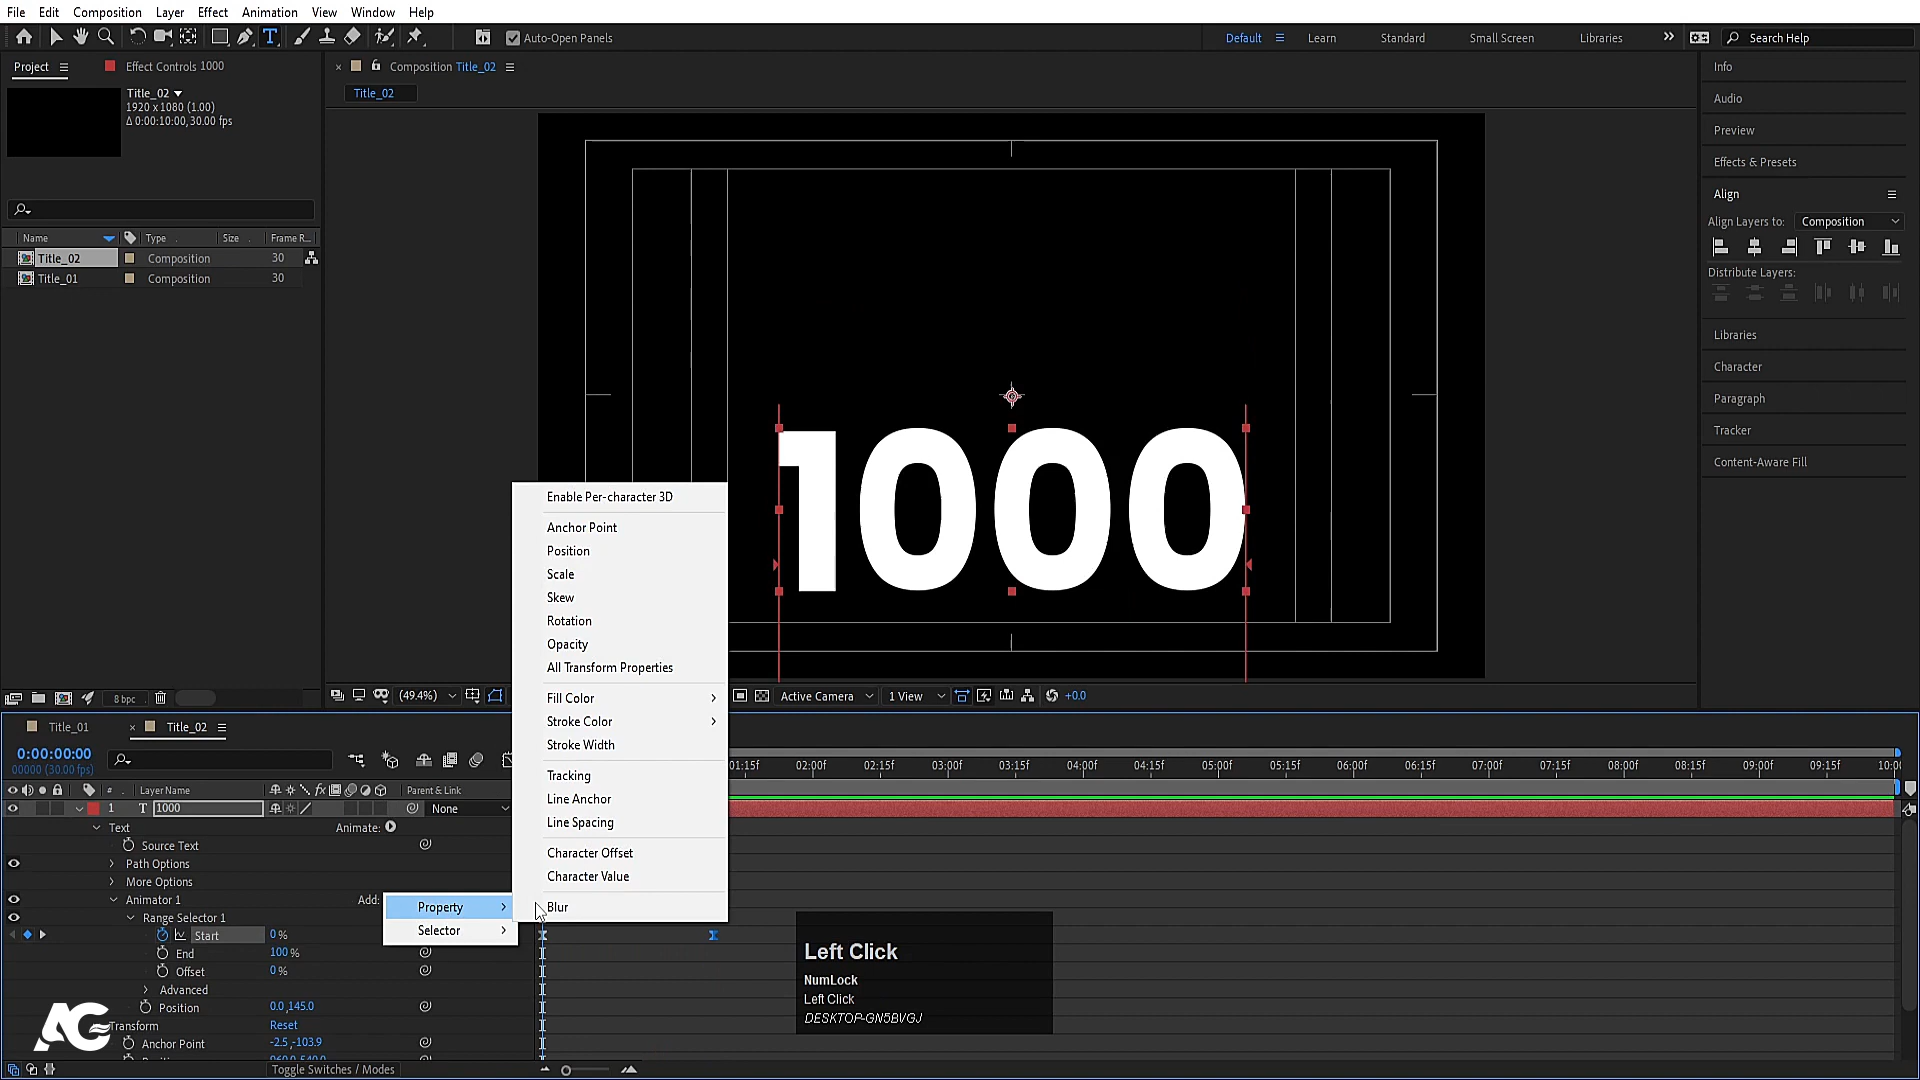 File Edit Composition Layer Effect Animation View Window Help
Auto-Open Panels
Default Learn Standard Small Screen Libraries Search Help
Project Effect Controls 1000
Composition Title_02
Title_02
Title_02
1920 x 1080 (1.00)
Δ 0:00:10:00, 30.00 fps
Name Type Size Frame R...
Title_02 Composition 30
Title_01 Composition 30
Info
Audio
Preview
Effects & Presets
Align
Align Layers to: Composition
Distribute Layers:
Libraries
Character
Paragraph
Tracker
Content-Aware Fill
1000
8 bpc
(49.4%)
Active Camera 1 View +0.0
Enable Per-character 3D
Anchor Point
Position
Scale
Skew
Rotation
Opacity
All Transform Properties
Fill Color
Stroke Color
Stroke Width
Tracking
Line Anchor
Line Spacing
Character Offset
Character Value
Blur
Property
Selector
Title_01 Title_02
0:00:00:00
00000 (30.00 fps)
01:15f 02:00f 02:15f 03:00f 03:15f 04:00f 04:15f 05:00f 05:15f 06:00f 06:15f 07:00f 07:15f 08:00f 08:15f 09:00f 09:15f 10:0
# Layer Name fx Parent & Link
1 T 1000 None
Text Animate:
Source Text
Path Options
More Options
Animator 1 Add:
Range Selector 1
Start 0 %
End 100 %
Offset 0 %
Advanced
Position 0.0, 145.0
Transform Reset
Anchor Point -2.5, -103.9
Toggle Switches / Modes
AG
Left Click
NumLock
Left Click
DESKTOP-GN5BVGJ